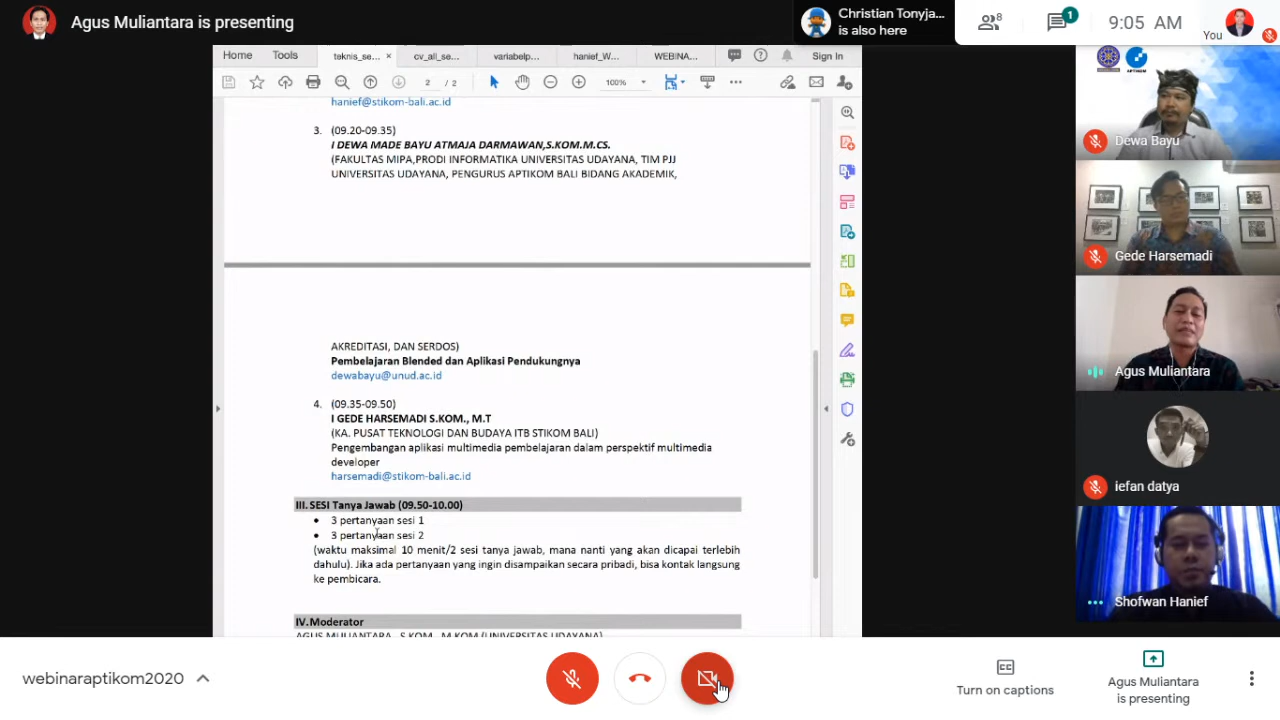 Agus Muliantara is presenting
Christian Tonyja...
is also here
8
1
9:05 AM
You
Home Tools teknis_se... × cv_all_se... variabelp... hanief_W... WEBINA... Sign In
2 / 2 100%
hanief@stikom-bali.ac.id
3. (09.20-09.35)
I DEWA MADE BAYU ATMAJA DARMAWAN,S.KOM.M.CS.
(FAKULTAS MIPA,PRODI INFORMATIKA UNIVERSITAS UDAYANA, TIM PJJ
UNIVERSITAS UDAYANA, PENGURUS APTIKOM BALI BIDANG AKADEMIK,
AKREDITASI, DAN SERDOS)
Pembelajaran Blended dan Aplikasi Pendukungnya
dewabayu@unud.ac.id
4. (09.35-09.50)
I GEDE HARSEMADI S.KOM., M.T
(KA. PUSAT TEKNOLOGI DAN BUDAYA ITB STIKOM BALI)
Pengembangan aplikasi multimedia pembelajaran dalam perspektif multimedia
developer
harsemadi@stikom-bali.ac.id
III. SESI Tanya Jawab (09.50-10.00)
• 3 pertanyaan sesi 1
• 3 pertanyaan sesi 2
(waktu maksimal 10 menit/2 sesi tanya jawab, mana nanti yang akan dicapai terlebih
dahulu). Jika ada pertanyaan yang ingin disampaikan secara pribadi, bisa kontak langsung
ke pembicara.
IV.Moderator
AGUS MULIANTARA., S.KOM., M.KOM (UNIVERSITAS UDAYANA)
APTIKOM
Dewa Bayu
Gede Harsemadi
Agus Muliantara
iefan datya
Shofwan Hanief
webinaraptikom2020
Turn on captions
Agus Muliantara
is presenting